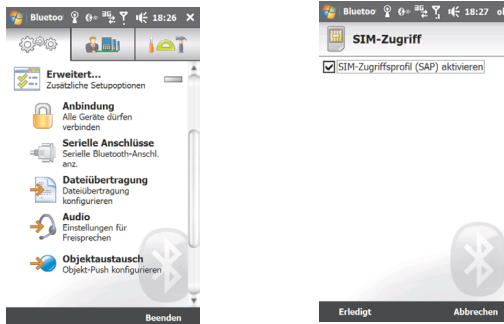 Bluetoo 18:26
Erweitert...
Zusätzliche Setupoptionen
Anbindung
Alle Geräte dürfen
verbinden
Serielle Anschlüsse
Serielle Bluetooth-Anschl.
anz.
Dateiübertragung
Dateiübertragung
konfigurieren
Audio
Einstellungen für
Freisprechen
Objektaustausch
Objekt-Push konfigurieren
Beenden
Bluetoo 18:27 ok
SIM-Zugriff
SIM-Zugriffsprofil (SAP) aktivieren
Erledigt Abbrechen